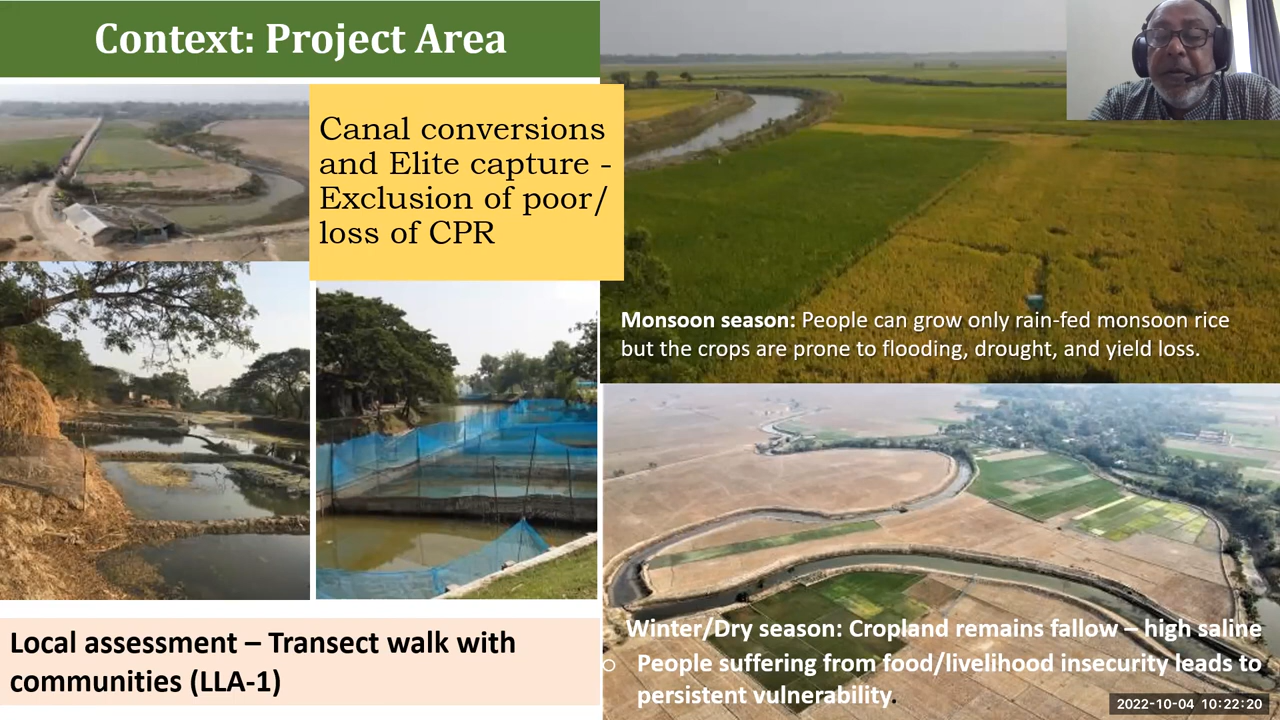 Context: Project Area
Canal conversions
and Elite capture -
Exclusion of poor/
loss of CPR
Monsoon season: People can grow only rain-fed monsoon rice
but the crops are prone to flooding, drought, and yield loss.
Local assessment – Transect walk with
communities (LLA-1)
Winter/Dry season: Cropland remains fallow – high saline
People suffering from food/livelihood insecurity leads to
persistent vulnerability.
2022-10-04 10:22:20